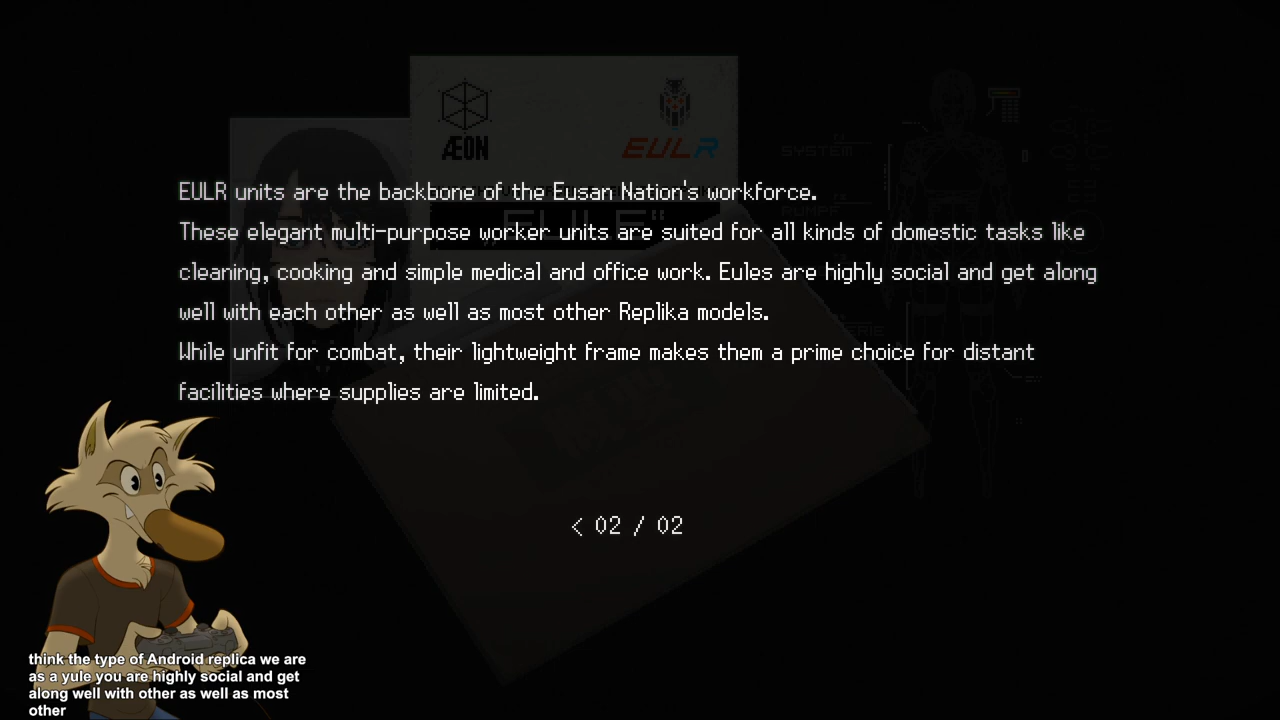 ÆON
EULR
SYSTEM
„EULE“
EULR units are the backbone of the Eusan Nation's workforce.
These elegant multi-purpose worker units are suited for all kinds of domestic tasks like
cleaning, cooking and simple medical and office work. Eules are highly social and get along
well with each other as well as most other Replika models.
While unfit for combat, their lightweight frame makes them a prime choice for distant
facilities where supplies are limited.
< 02 / 02
think the type of Android replica we are
as a yule you are highly social and get
along well with other as well as most
other